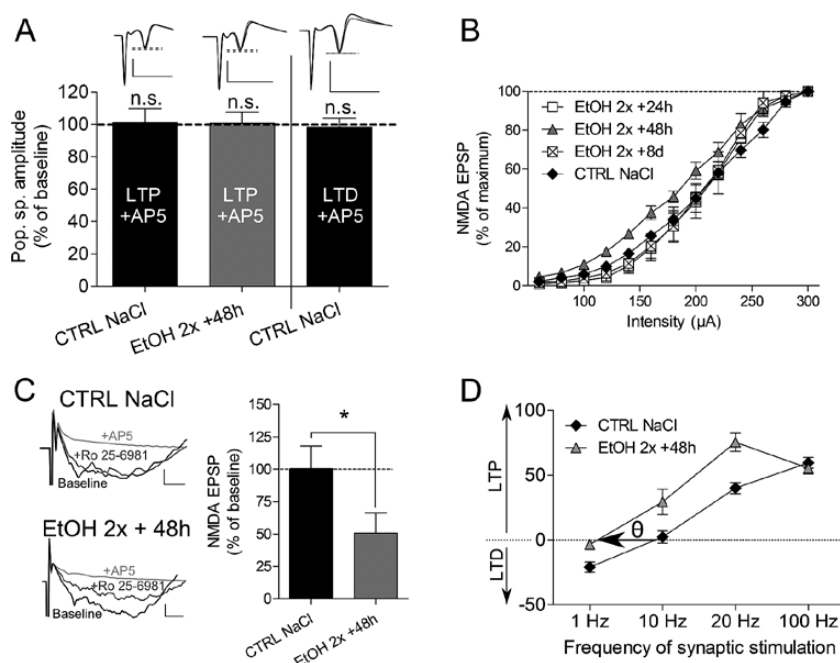 A
n.s.
n.s.
n.s.
Pop. sp. amplitude
(% of baseline)
120
100
80
60
40
20
0
LTP
+AP5
LTP
+AP5
LTD
+AP5
CTRL NaCl
EtOH 2x +48h
CTRL NaCl
B
NMDA EPSP
(% of maximum)
100
80
60
40
20
0
EtOH 2x +24h
EtOH 2x +48h
EtOH 2x +8d
CTRL NaCl
100
150
200
250
300
Intensity (µA)
C
CTRL NaCl
+AP5
+Ro 25-6981
Baseline
EtOH 2x + 48h
+AP5
+Ro 25-6981
Baseline
NMDA EPSP
(% of baseline)
150
125
100
75
50
25
0
*
CTRL NaCl
EtOH 2x +48h
D
LTP
LTD
100
50
0
-50
CTRL NaCl
EtOH 2x +48h
θ
1 Hz
10 Hz
20 Hz
100 Hz
Frequency of synaptic stimulation